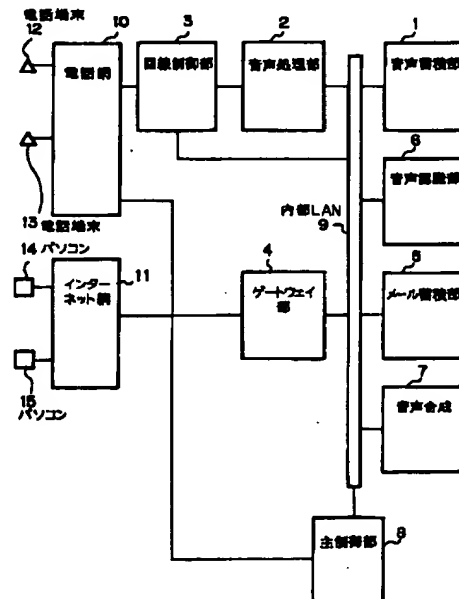 電話端末
12
10
電話網
3
回線制御部
2
音声処理部
1
音声蓄積部
13 電話端末
6
音声認識部
内部LAN
9
14 パソコン
11
インター
ネット網
4
ゲートウェイ
部
5
メール蓄積部
15
パソコン
7
音声合成
主制御部
8